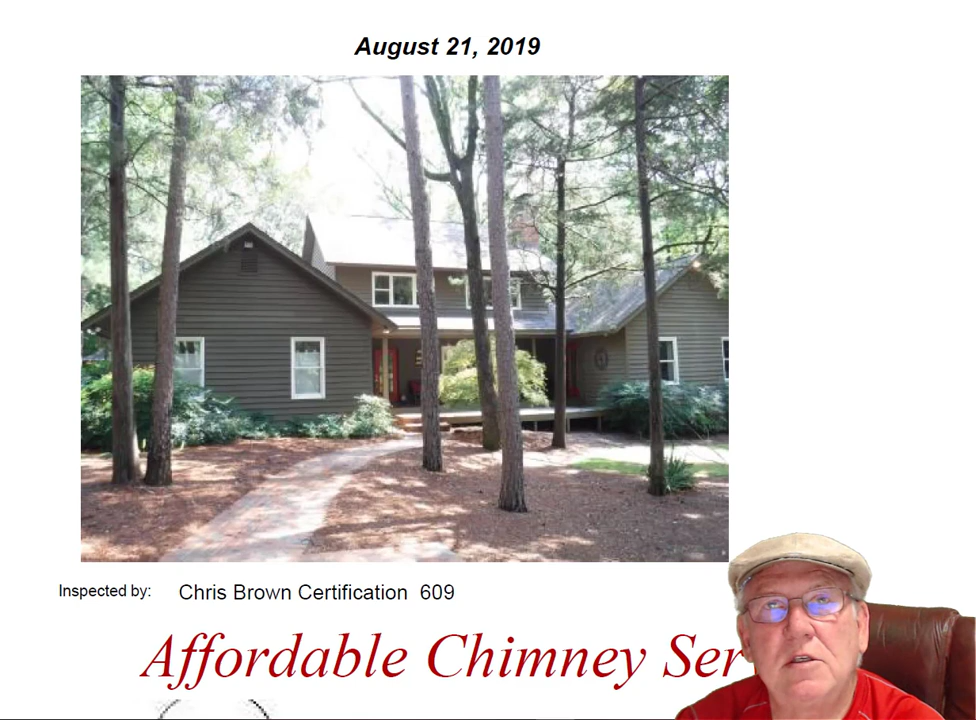 August 21, 2019
Inspected by: Chris Brown Certification 609
Affordable Chimney Ser